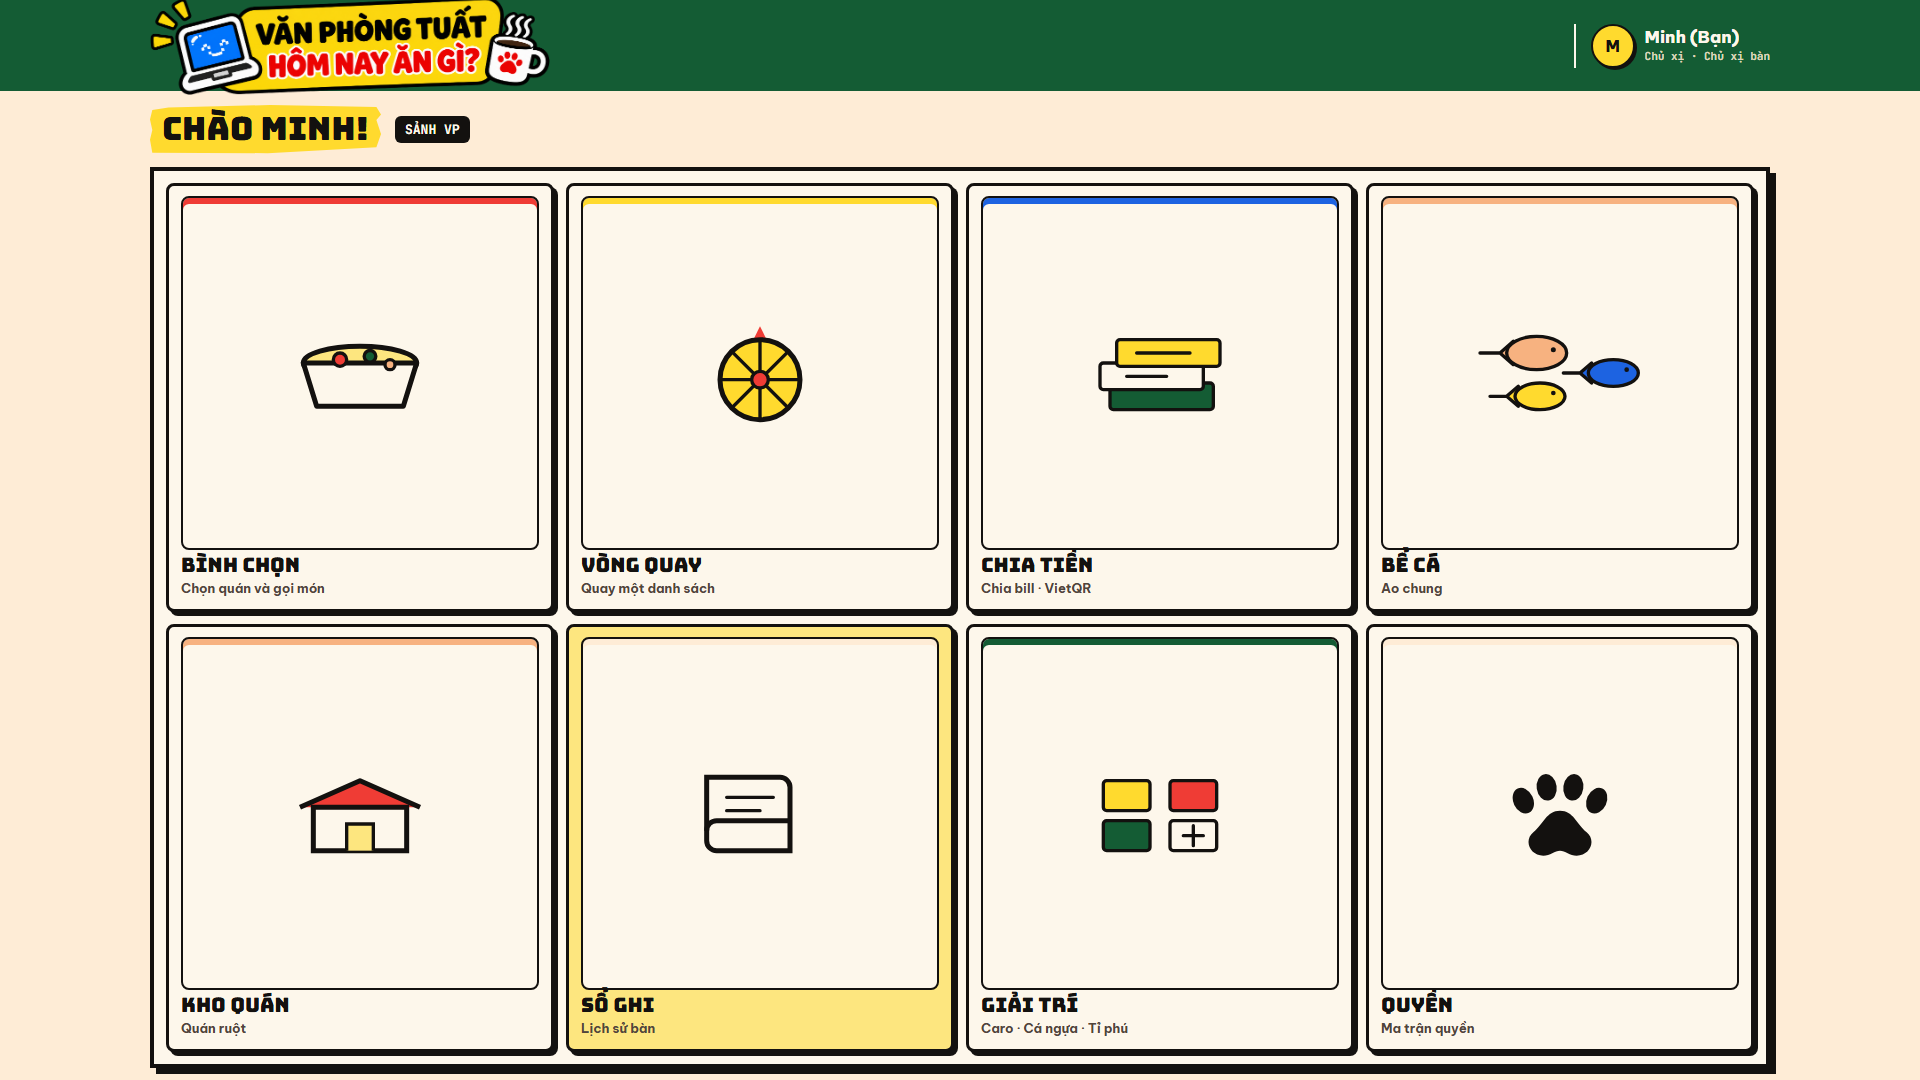 VĂN PHÒNG TUẤT
HÔM NAY ĂN GÌ?
M
Minh (Bạn)
Chủ xị · Chủ xị bàn
CHÀO MINH!
SẢNH VP
BÌNH CHỌN
Chọn quán và gọi món
VÒNG QUAY
Quay một danh sách
CHIA TIỀN
Chia bill · VietQR
BỂ CÁ
Ao chung
KHO QUÁN
Quán ruột
SỔ GHI
Lịch sử bàn
GIẢI TRÍ
Caro · Cá ngựa · Tỉ phú
QUYỀN
Ma trận quyền